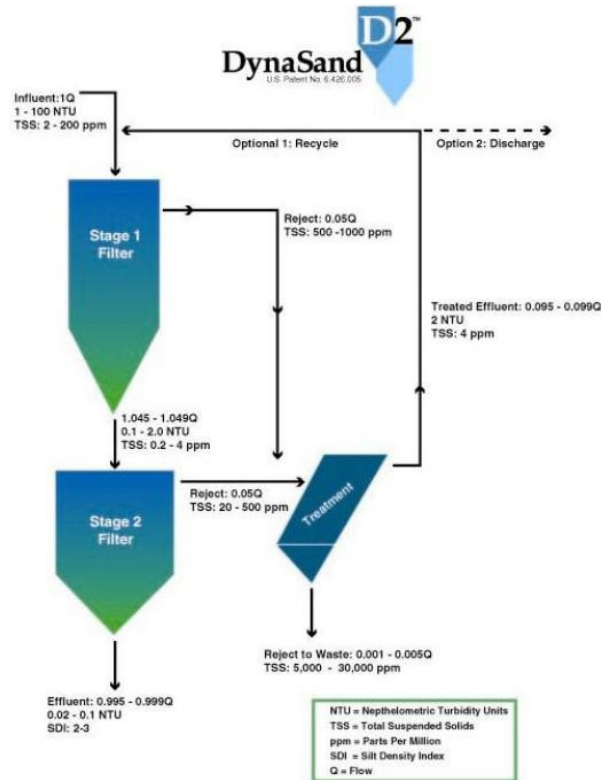 D2™
DynaSand
U.S. Patent No. 6,426,005
Influent:1Q
1 - 100 NTU
TSS: 2 - 200 ppm
Optional 1: Recycle
Option 2: Discharge
Stage 1
Filter
Reject: 0.05Q
TSS: 500 -1000 ppm
Treated Effluent: 0.095 - 0.099Q
2 NTU
TSS: 4 ppm
1.045 - 1.049Q
0.1 - 2.0 NTU
TSS: 0.2 - 4 ppm
Stage 2
Filter
Reject: 0.05Q
TSS: 20 - 500 ppm
Treatment
Reject to Waste: 0.001 - 0.005Q
TSS: 5,000 - 30,000 ppm
Effluent: 0.995 - 0.999Q
0.02 - 0.1 NTU
SDI: 2-3
NTU = Nepthelometric Turbidity Units
TSS = Total Suspended Solids
ppm = Parts Per Million
SDI = Silt Density Index
Q = Flow